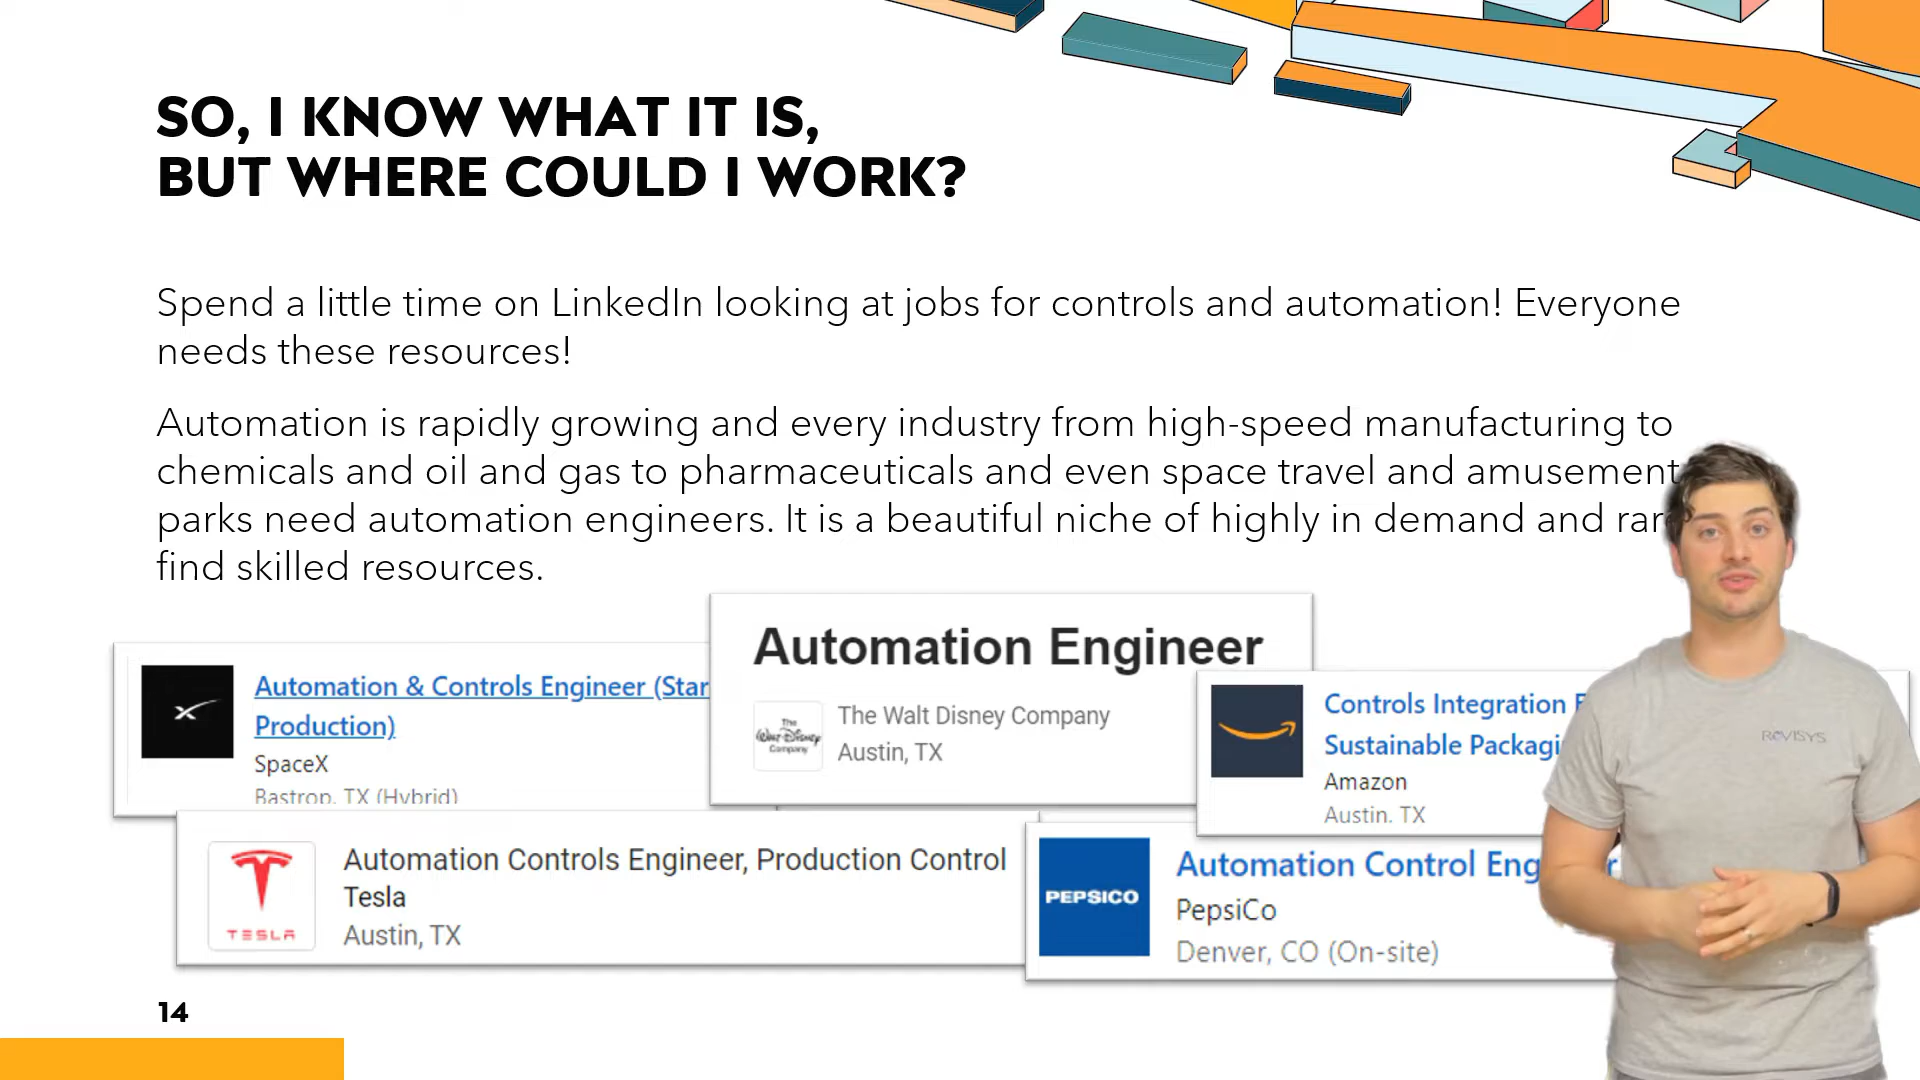 SO, I KNOW WHAT IT IS,
BUT WHERE COULD I WORK?
Spend a little time on LinkedIn looking at jobs for controls and automation! Everyone
needs these resources!
Automation is rapidly growing and every industry from high-speed manufacturing to
chemicals and oil and gas to pharmaceuticals and even space travel and amusement
parks need automation engineers. It is a beautiful niche of highly in demand and
find skilled resources.
Automation & Controls Engineer (Star
Production)
SpaceX
Bastrop, TX (Hybrid)
Automation Engineer
The Walt Disney Company
The Walt Disney Company
Austin, TX
Controls Integration
Sustainable
Amazon
Austin, TX
TESLA
Automation Controls Engineer, Production Control
Tesla
Austin, TX
PEPSICO
Automation Control
PepsiCo
Denver, CO (On-site)
REVISYS
14